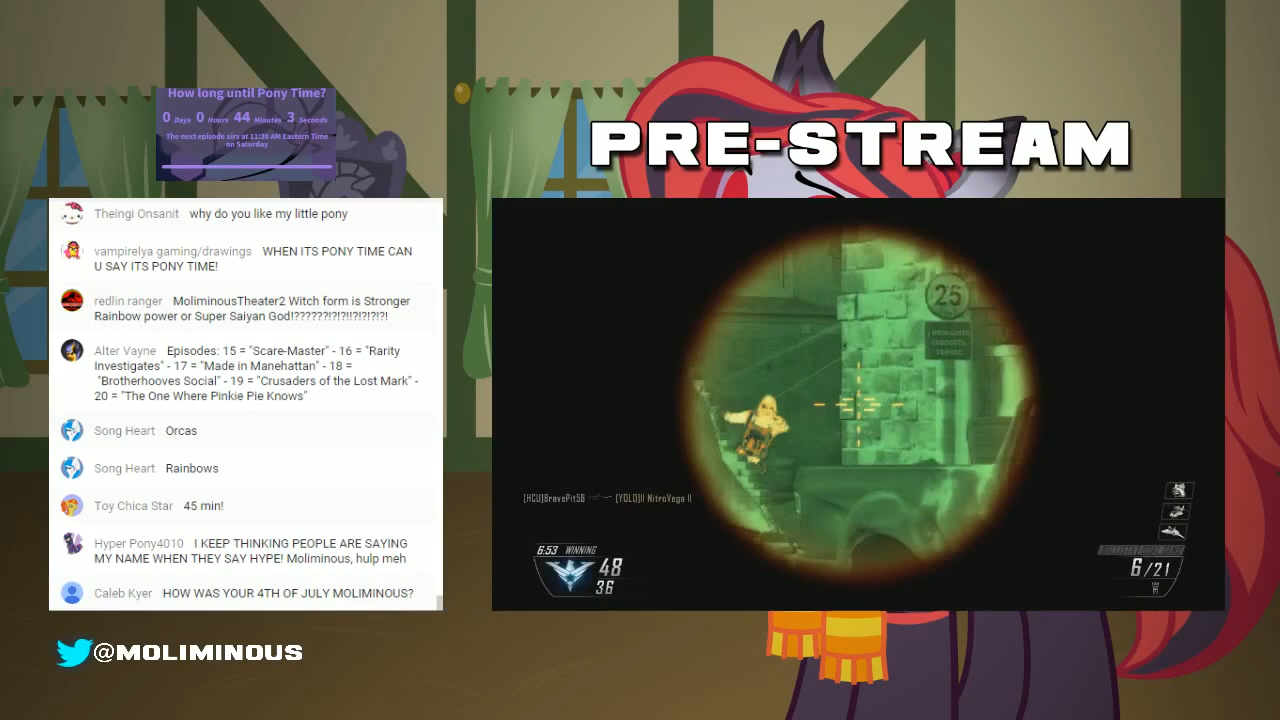 How long until Pony Time?
0 Days 0 Hours 44 Minutes 3 Seconds
The next episode airs at 11:30 AM Eastern Time
on Saturday
PRE-STREAM
Theingi Onsanit why do you like my little pony
vampirelya gaming/drawings WHEN ITS PONY TIME CAN
U SAY ITS PONY TIME!
redlin ranger MoliminousTheater2 Witch form is Stronger
Rainbow power or Super Saiyan God!??????!?!?!!?!?!?!?!
Alter Vayne Episodes: 15 = "Scare-Master" - 16 = "Rarity
Investigates" - 17 = "Made in Manehattan" - 18 =
"Brotherhooves Social" - 19 = "Crusaders of the Lost Mark" -
20 = "The One Where Pinkie Pie Knows"
Song Heart Orcas
Song Heart Rainbows
Toy Chica Star 45 min!
Hyper Pony4010 I KEEP THINKING PEOPLE ARE SAYING
MY NAME WHEN THEY SAY HYPE! Moliminous, hulp meh
Caleb Kyer HOW WAS YOUR 4TH OF JULY MOLIMINOUS?
25
[HCU]BravePit58 [YOLO]II NitroVega II
6:53 WINNING
48
36
6/21
@MOLIMINOUS